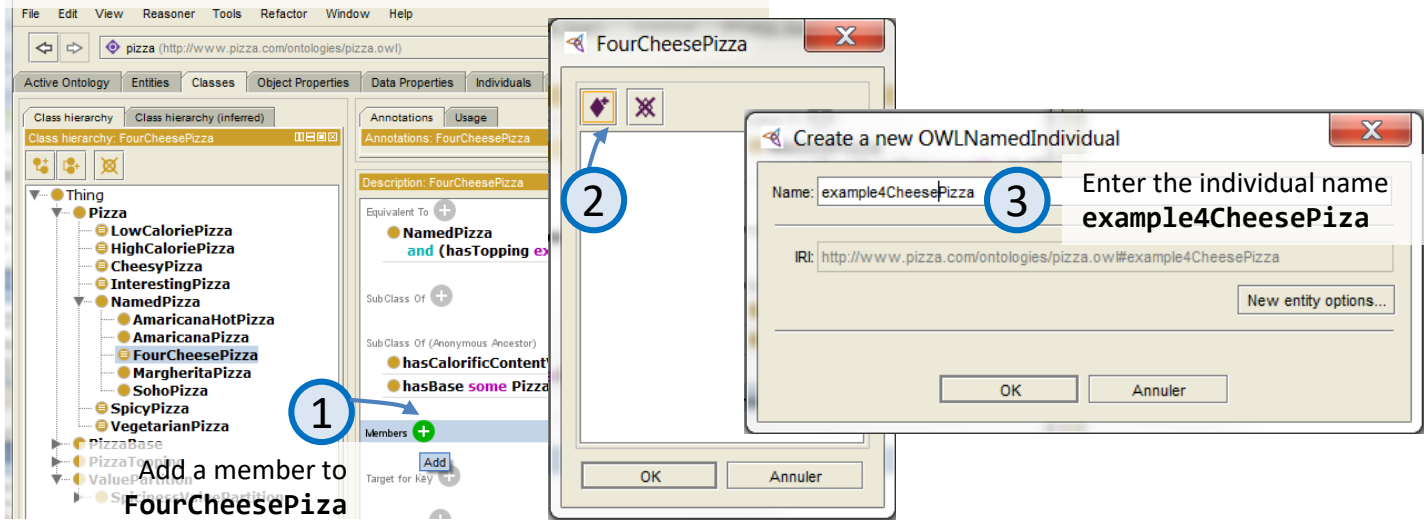 File Edit View Reasoner Tools Refactor Window Help
pizza (http://www.pizza.com/ontologies/pizza.owl)
Active Ontology Entities Classes Object Properties Data Properties Individuals
Class hierarchy Class hierarchy (inferred)
Class hierarchy: FourCheesePizza
Thing
Pizza
LowCaloriePizza
HighCaloriePizza
CheesyPizza
InterestingPizza
NamedPizza
AmaricanaHotPizza
AmaricanaPizza
FourCheesePizza
MargheritaPizza
SohoPizza
SpicyPizza
VegetarianPizza
PizzaBase
PizzaTopping
ValuePartition
SpicinessValuePartition
1
Add a member to
FourCheesePiza
Annotations Usage
Annotations: FourCheesePizza
Description: FourCheesePizza
Equivalent To
NamedPizza
and (hasTopping ex
SubClass Of
SubClass Of (Anonymous Ancestor)
hasCalorificContent
hasBase some Pizza
Members
Add
Target for Key
FourCheesePizza
X
2
OK Annuler
Create a new OWLNamedIndividual
X
Name: example4CheesePizza
3
Enter the individual name
example4CheesePiza
IRI: http://www.pizza.com/ontologies/pizza.owl#example4CheesePizza
New entity options...
OK Annuler